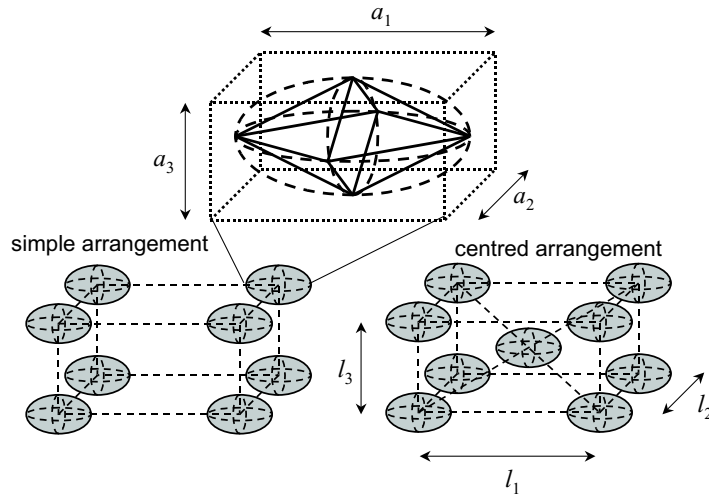 a1
a3
a2
simple arrangement
centred arrangement
l3
l2
l1